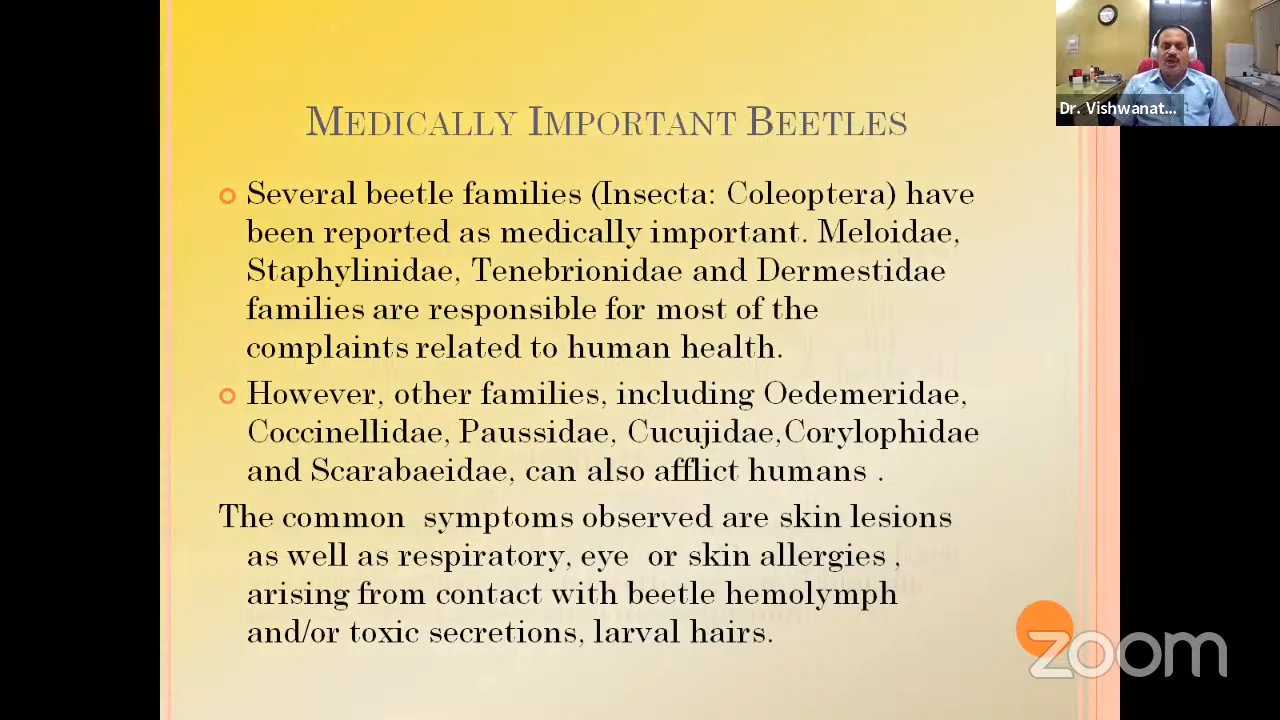 MEDICALLY IMPORTANT BEETLES
Several beetle families (Insecta: Coleoptera) have
been reported as medically important. Meloidae,
Staphylinidae, Tenebrionidae and Dermestidae
families are responsible for most of the
complaints related to human health.
However, other families, including Oedemeridae,
Coccinellidae, Paussidae, Cucujidae,Corylophidae
and Scarabaeidae, can also afflict humans .
The common symptoms observed are skin lesions
as well as respiratory, eye or skin allergies ,
arising from contact with beetle hemolymph
and/or toxic secretions, larval hairs.
Dr. Vishwanat...
zoom